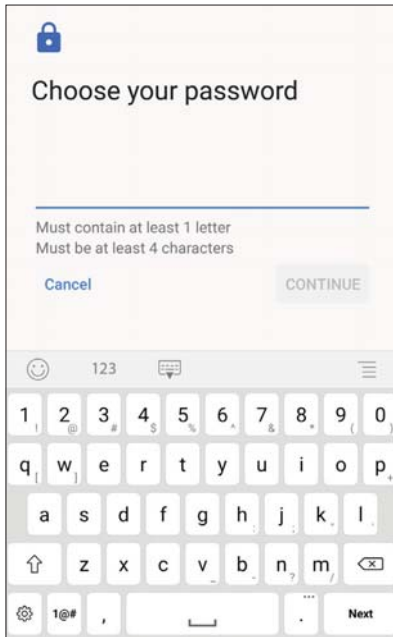 Choose your password
Must contain at least 1 letter
Must be at least 4 characters
Cancel CONTINUE
123
1 ! 2 @ 3 # 4 $ 5 % 6 ^ 7 & 8 * 9 ( 0 )
q [ w ] e r t y u i o p +
a s d f g h : j ; k l
z x c v _ b - n ? m /
1@# , . ... Next